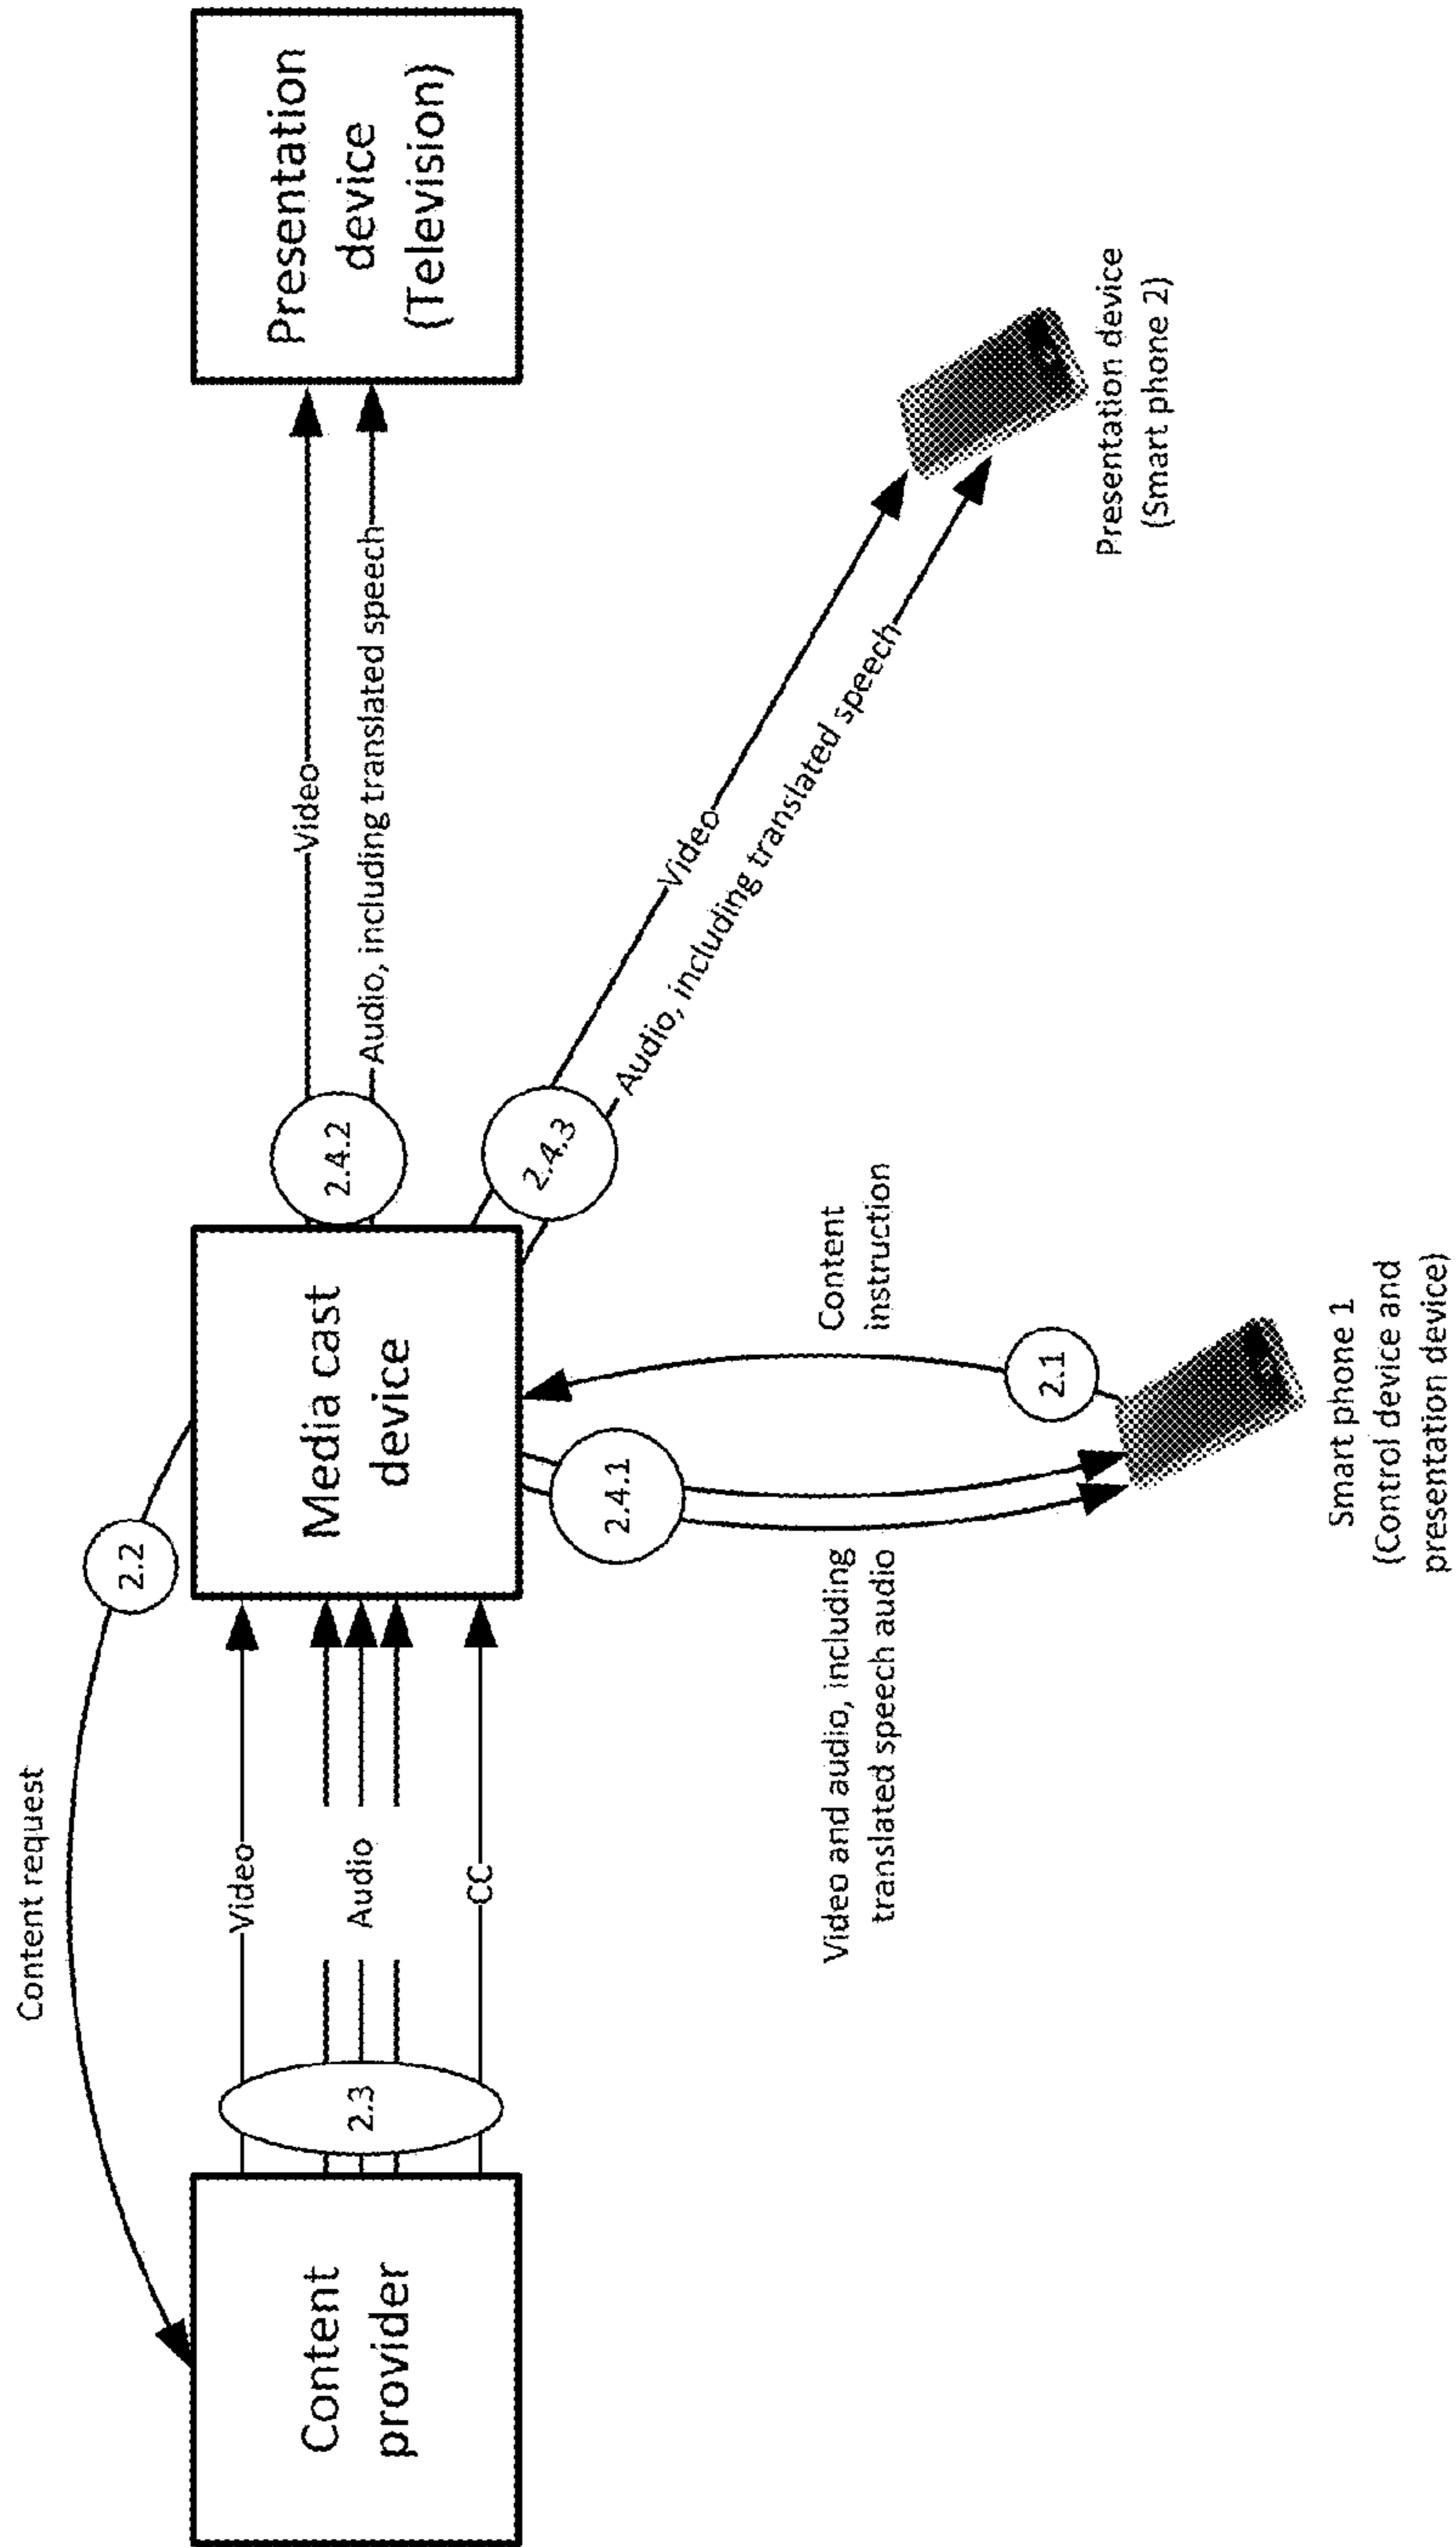 Content request
2.2
Content
provider
2.3
Video
Audio
CC
Media cast
device
2.4.2
Video
Audio, including translated speech
Presentation
device
(Television)
2.4.3
Video
Audio, including translated speech
Presentation device
(Smart phone 2)
2.4.1
Video and audio, including
translated speech audio
2.1
Content
instruction
Smart phone 1
(Control device and
presentation device)